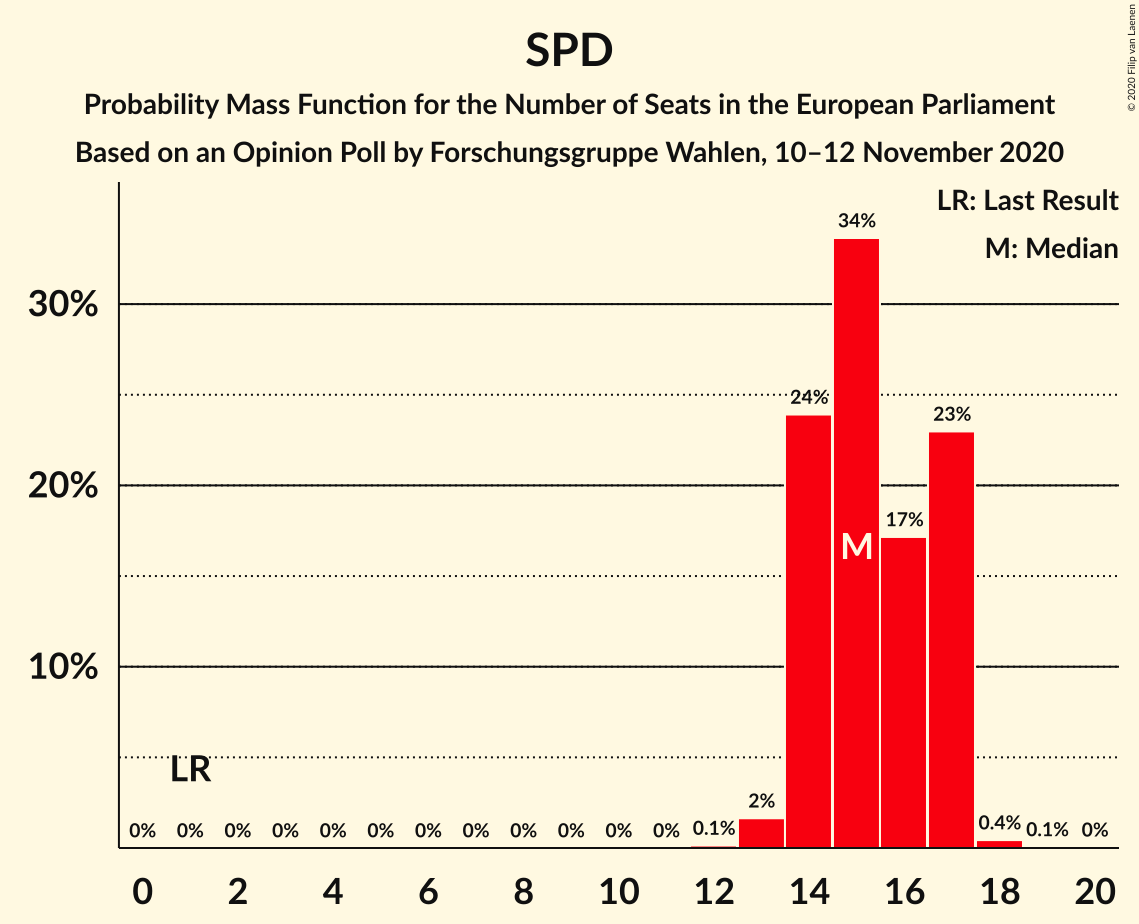 SPD
Probability Mass Function for the Number of Seats in the European Parliament
Based on an Opinion Poll by Forschungsgruppe Wahlen, 10–12 November 2020
© 2020 Filip van Laenen
LR: Last Result
M: Median
34%
30%
24%
23%
20%
17%
M
10%
LR
2%
0% 0% 0% 0% 0% 0% 0% 0% 0% 0% 0% 0% 0.1% 0.4% 0.1% 0%
0 2 4 6 8 10 12 14 16 18 20